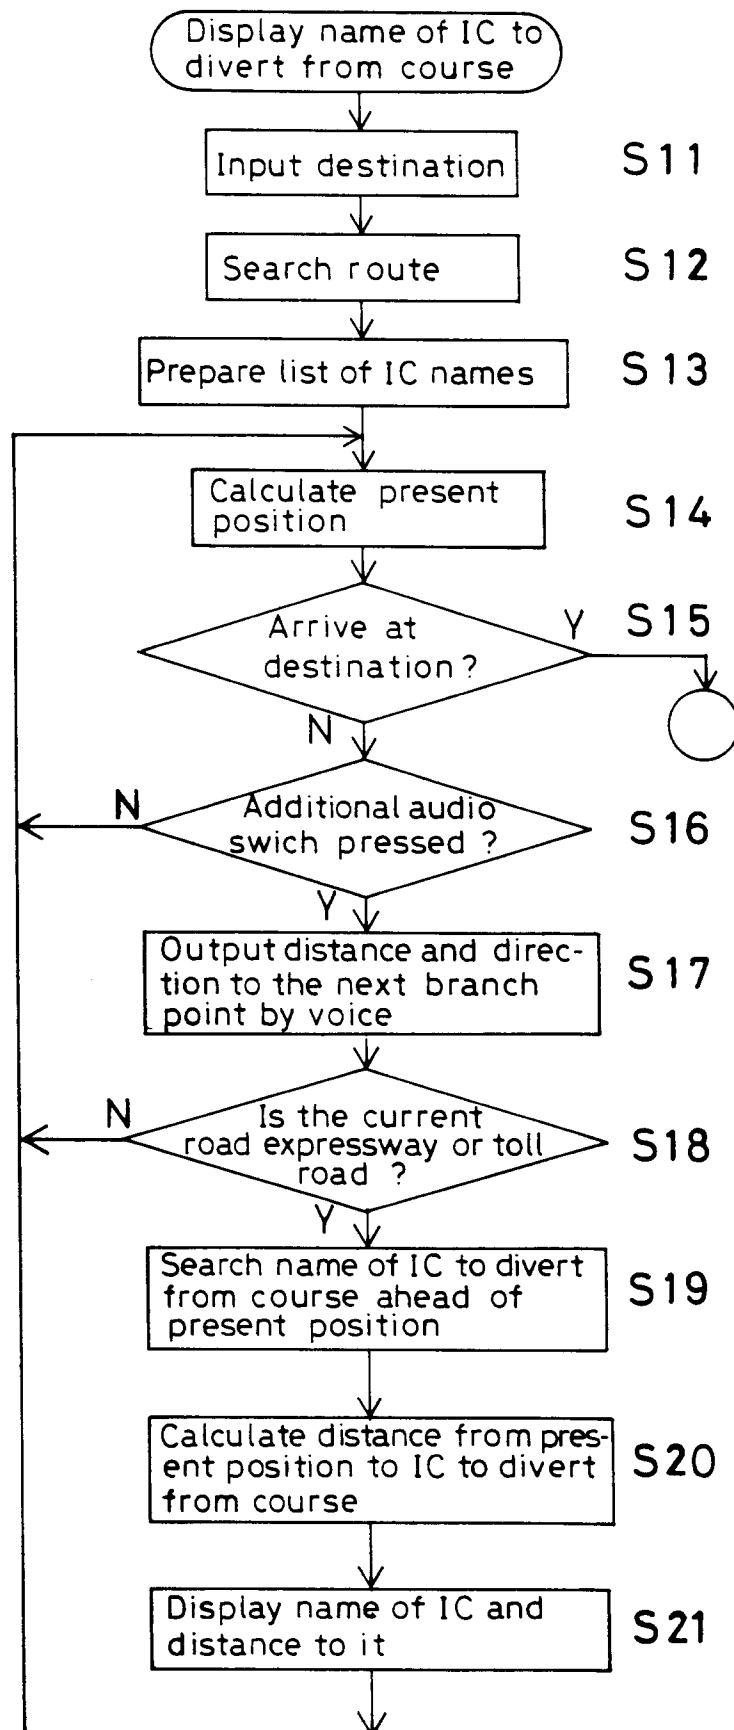 Display name of IC to
divert from course
Input destination
S11
Search route
S12
Prepare list of IC names
S13
Calculate present
position
S14
Arrive at
destination?
Y
S15
N
Additional audio
swich pressed ?
N
S16
Y
Output distance and direc-
tion to the next branch
point by voice
S17
Is the current
road expressway or toll
road ?
N
S18
Y
Search name of IC to divert
from course ahead of
present position
S19
Calculate distance from pres-
ent position to IC to divert
from course
S20
Display name of IC and
distance to it
S21